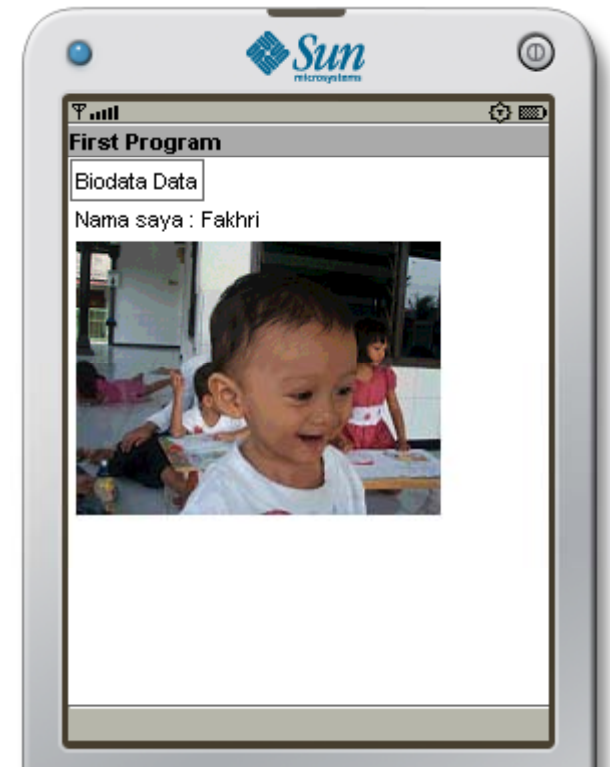 Sun
microsystems
First Program
Biodata Data
Nama saya : Fakhri